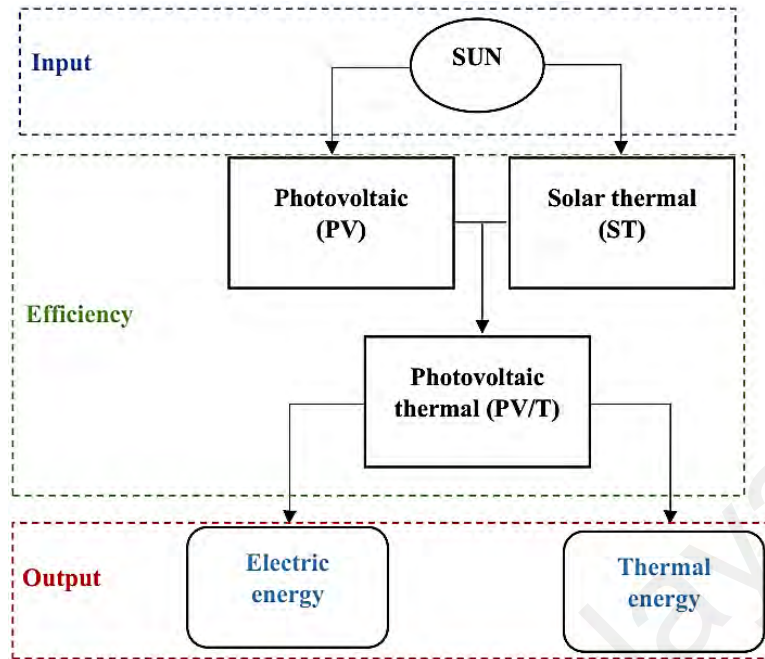 Input
SUN
Photovoltaic
(PV)
Solar thermal
(ST)
Efficiency
Photovoltaic
thermal (PV/T)
Output
Electric
energy
Thermal
energy